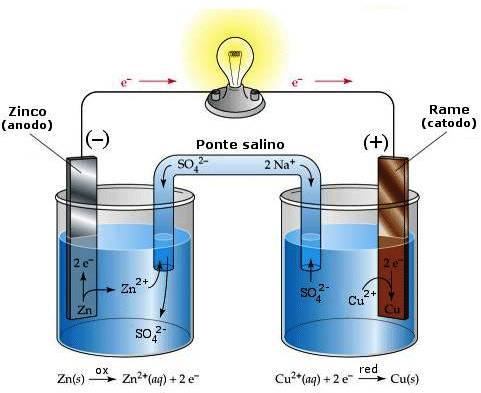 e⁻ → e⁻ →
Zinco
(anodo)
(−)
Ponte salino
(+)
Rame
(catodo)
SO₄²⁻ 2 Na⁺
2 e⁻
Zn²⁺
Zn
SO₄²⁻
SO₄²⁻
2 e⁻
Cu²⁺
Cu
Zn(s) ox → Zn²⁺(aq) + 2 e⁻
Cu²⁺(aq) + 2 e⁻ red → Cu(s)